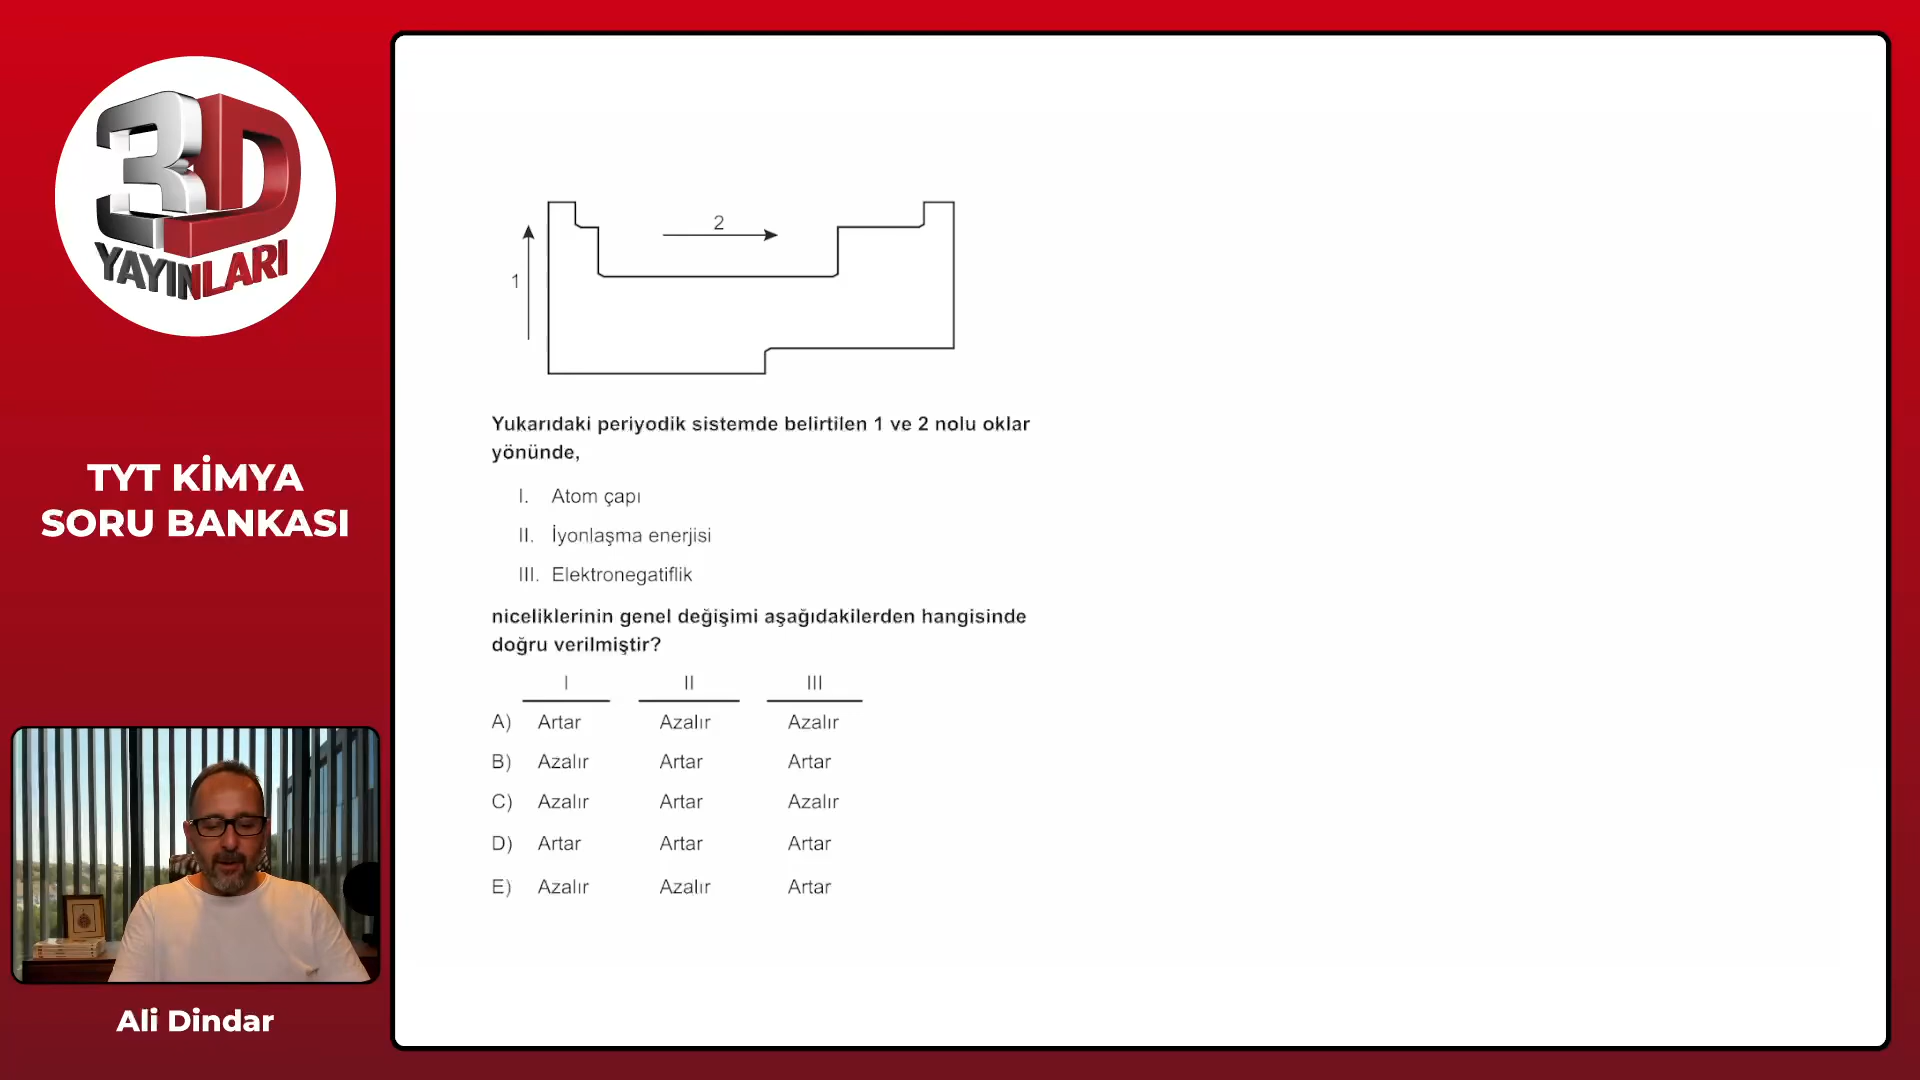 3D
YAYINLARI
TYT KİMYA
SORU BANKASI
Ali Dindar
2
1
Yukarıdaki periyodik sistemde belirtilen 1 ve 2 nolu oklar
yönünde,
I. Atom çapı
II. İyonlaşma enerjisi
III. Elektronegatiflik
niceliklerinin genel değişimi aşağıdakilerden hangisinde
doğru verilmiştir?
I II III
A) Artar Azalır Azalır
B) Azalır Artar Artar
C) Azalır Artar Azalır
D) Artar Artar Artar
E) Azalır Azalır Artar